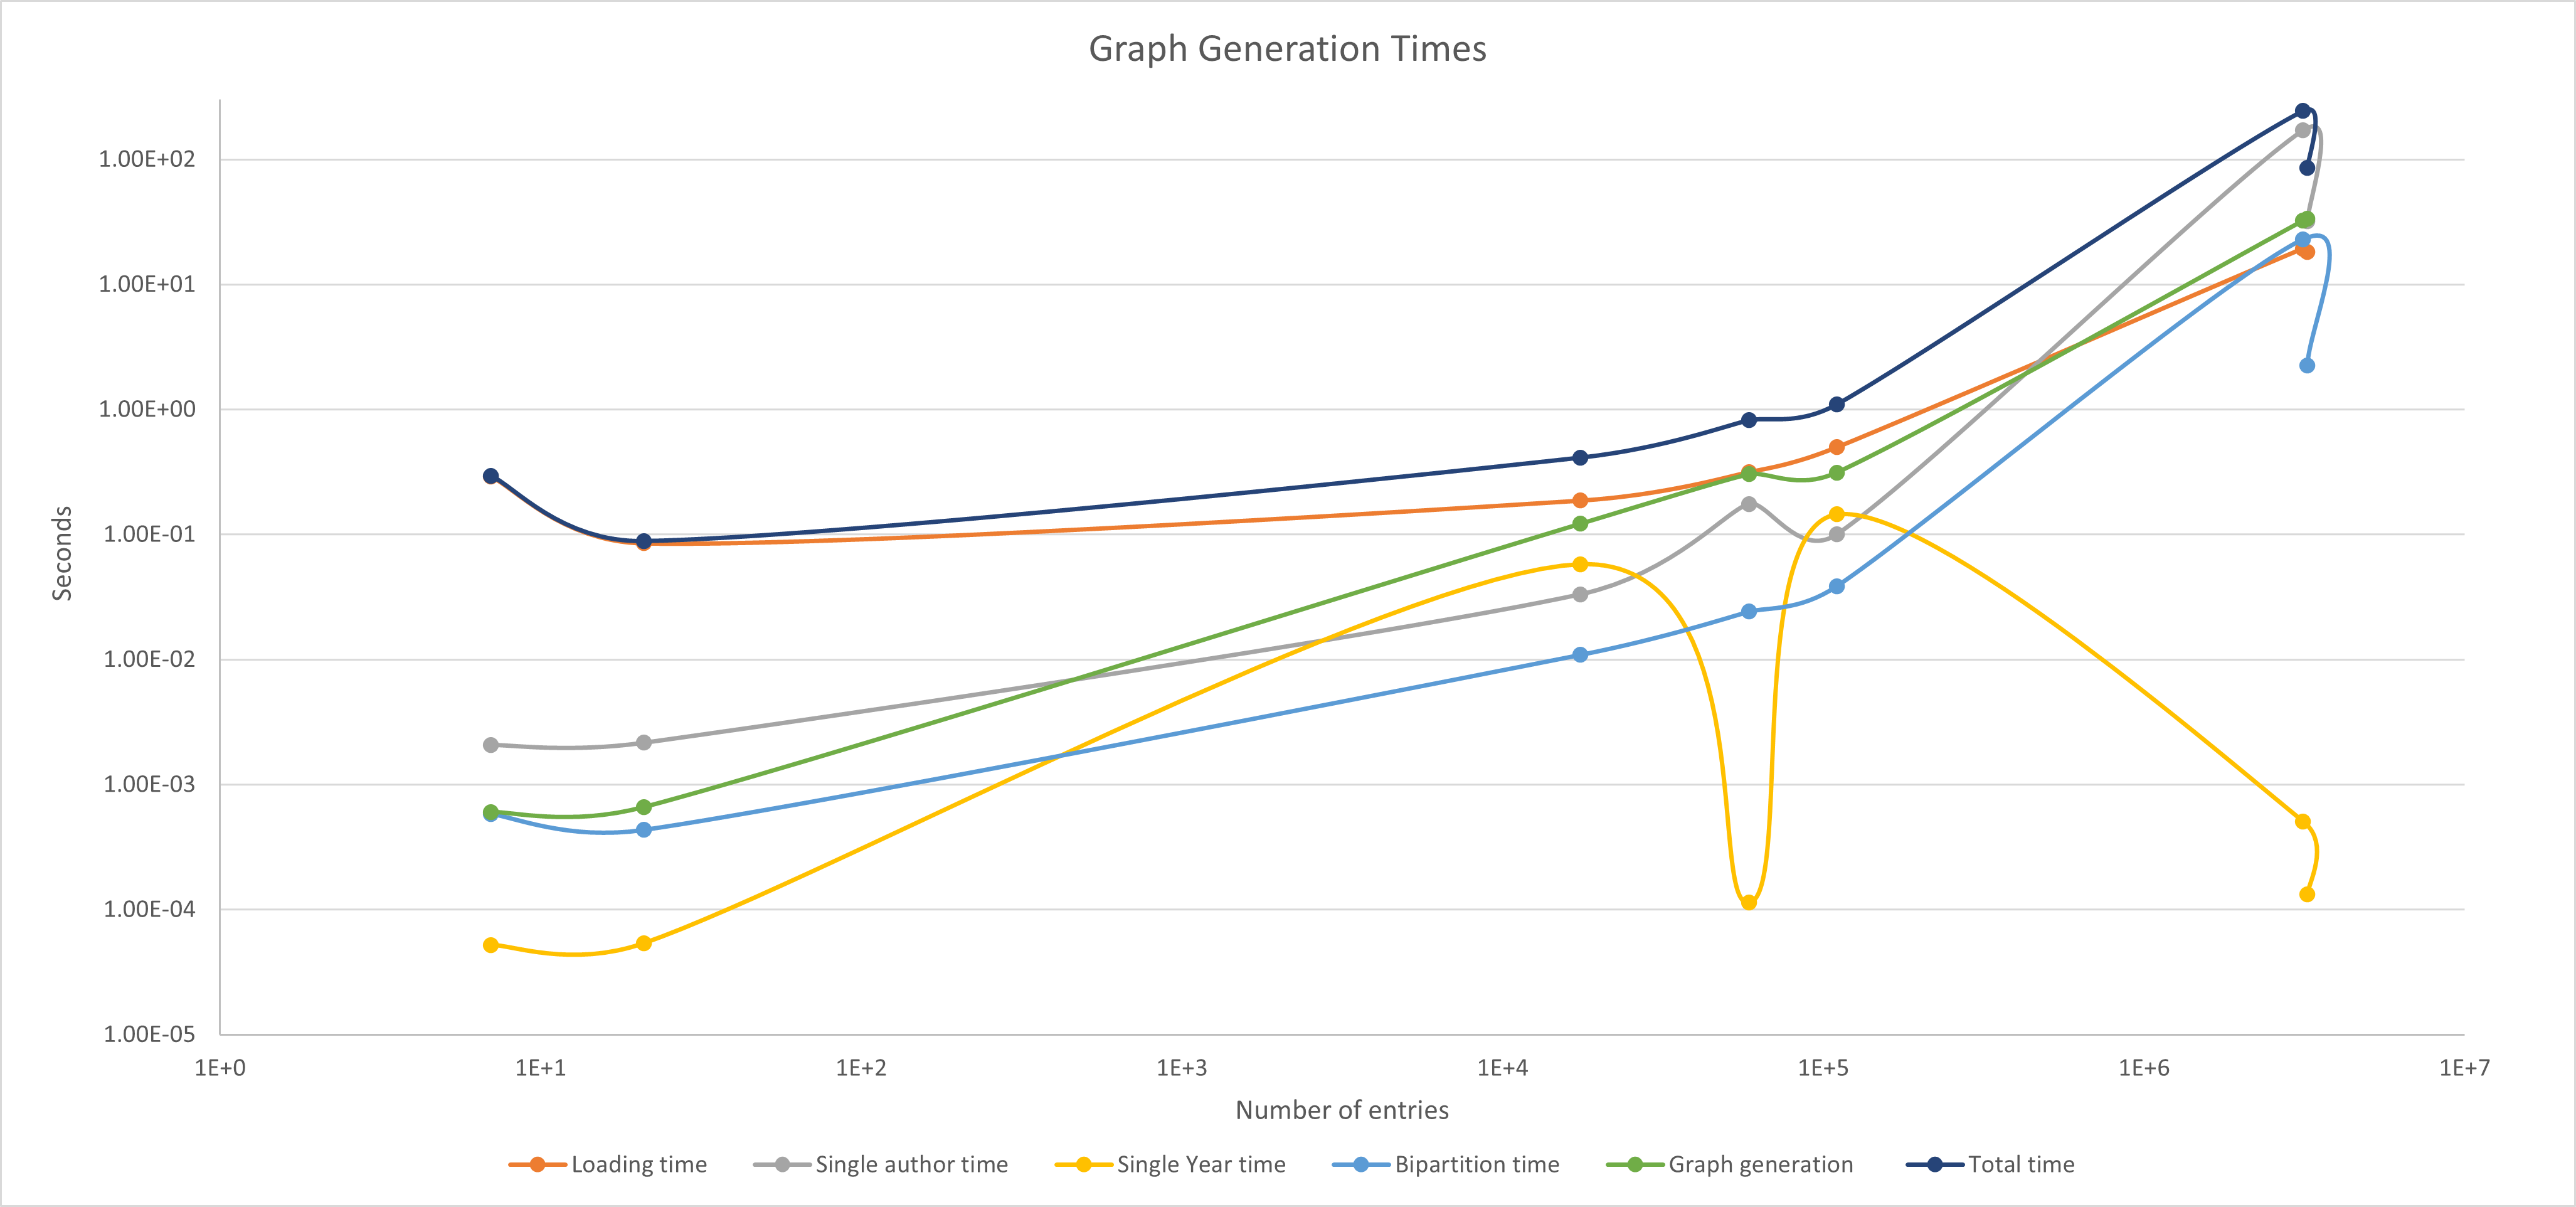 Graph Generation Times
1.00E+02
1.00E+01
1.00E+00
1.00E-01
1.00E-02
1.00E-03
1.00E-04
1.00E-05
Seconds
1E+0 1E+1 1E+2 1E+3 1E+4 1E+5 1E+6 1E+7
Number of entries
Loading time Single author time Single Year time Bipartition time Graph generation Total time